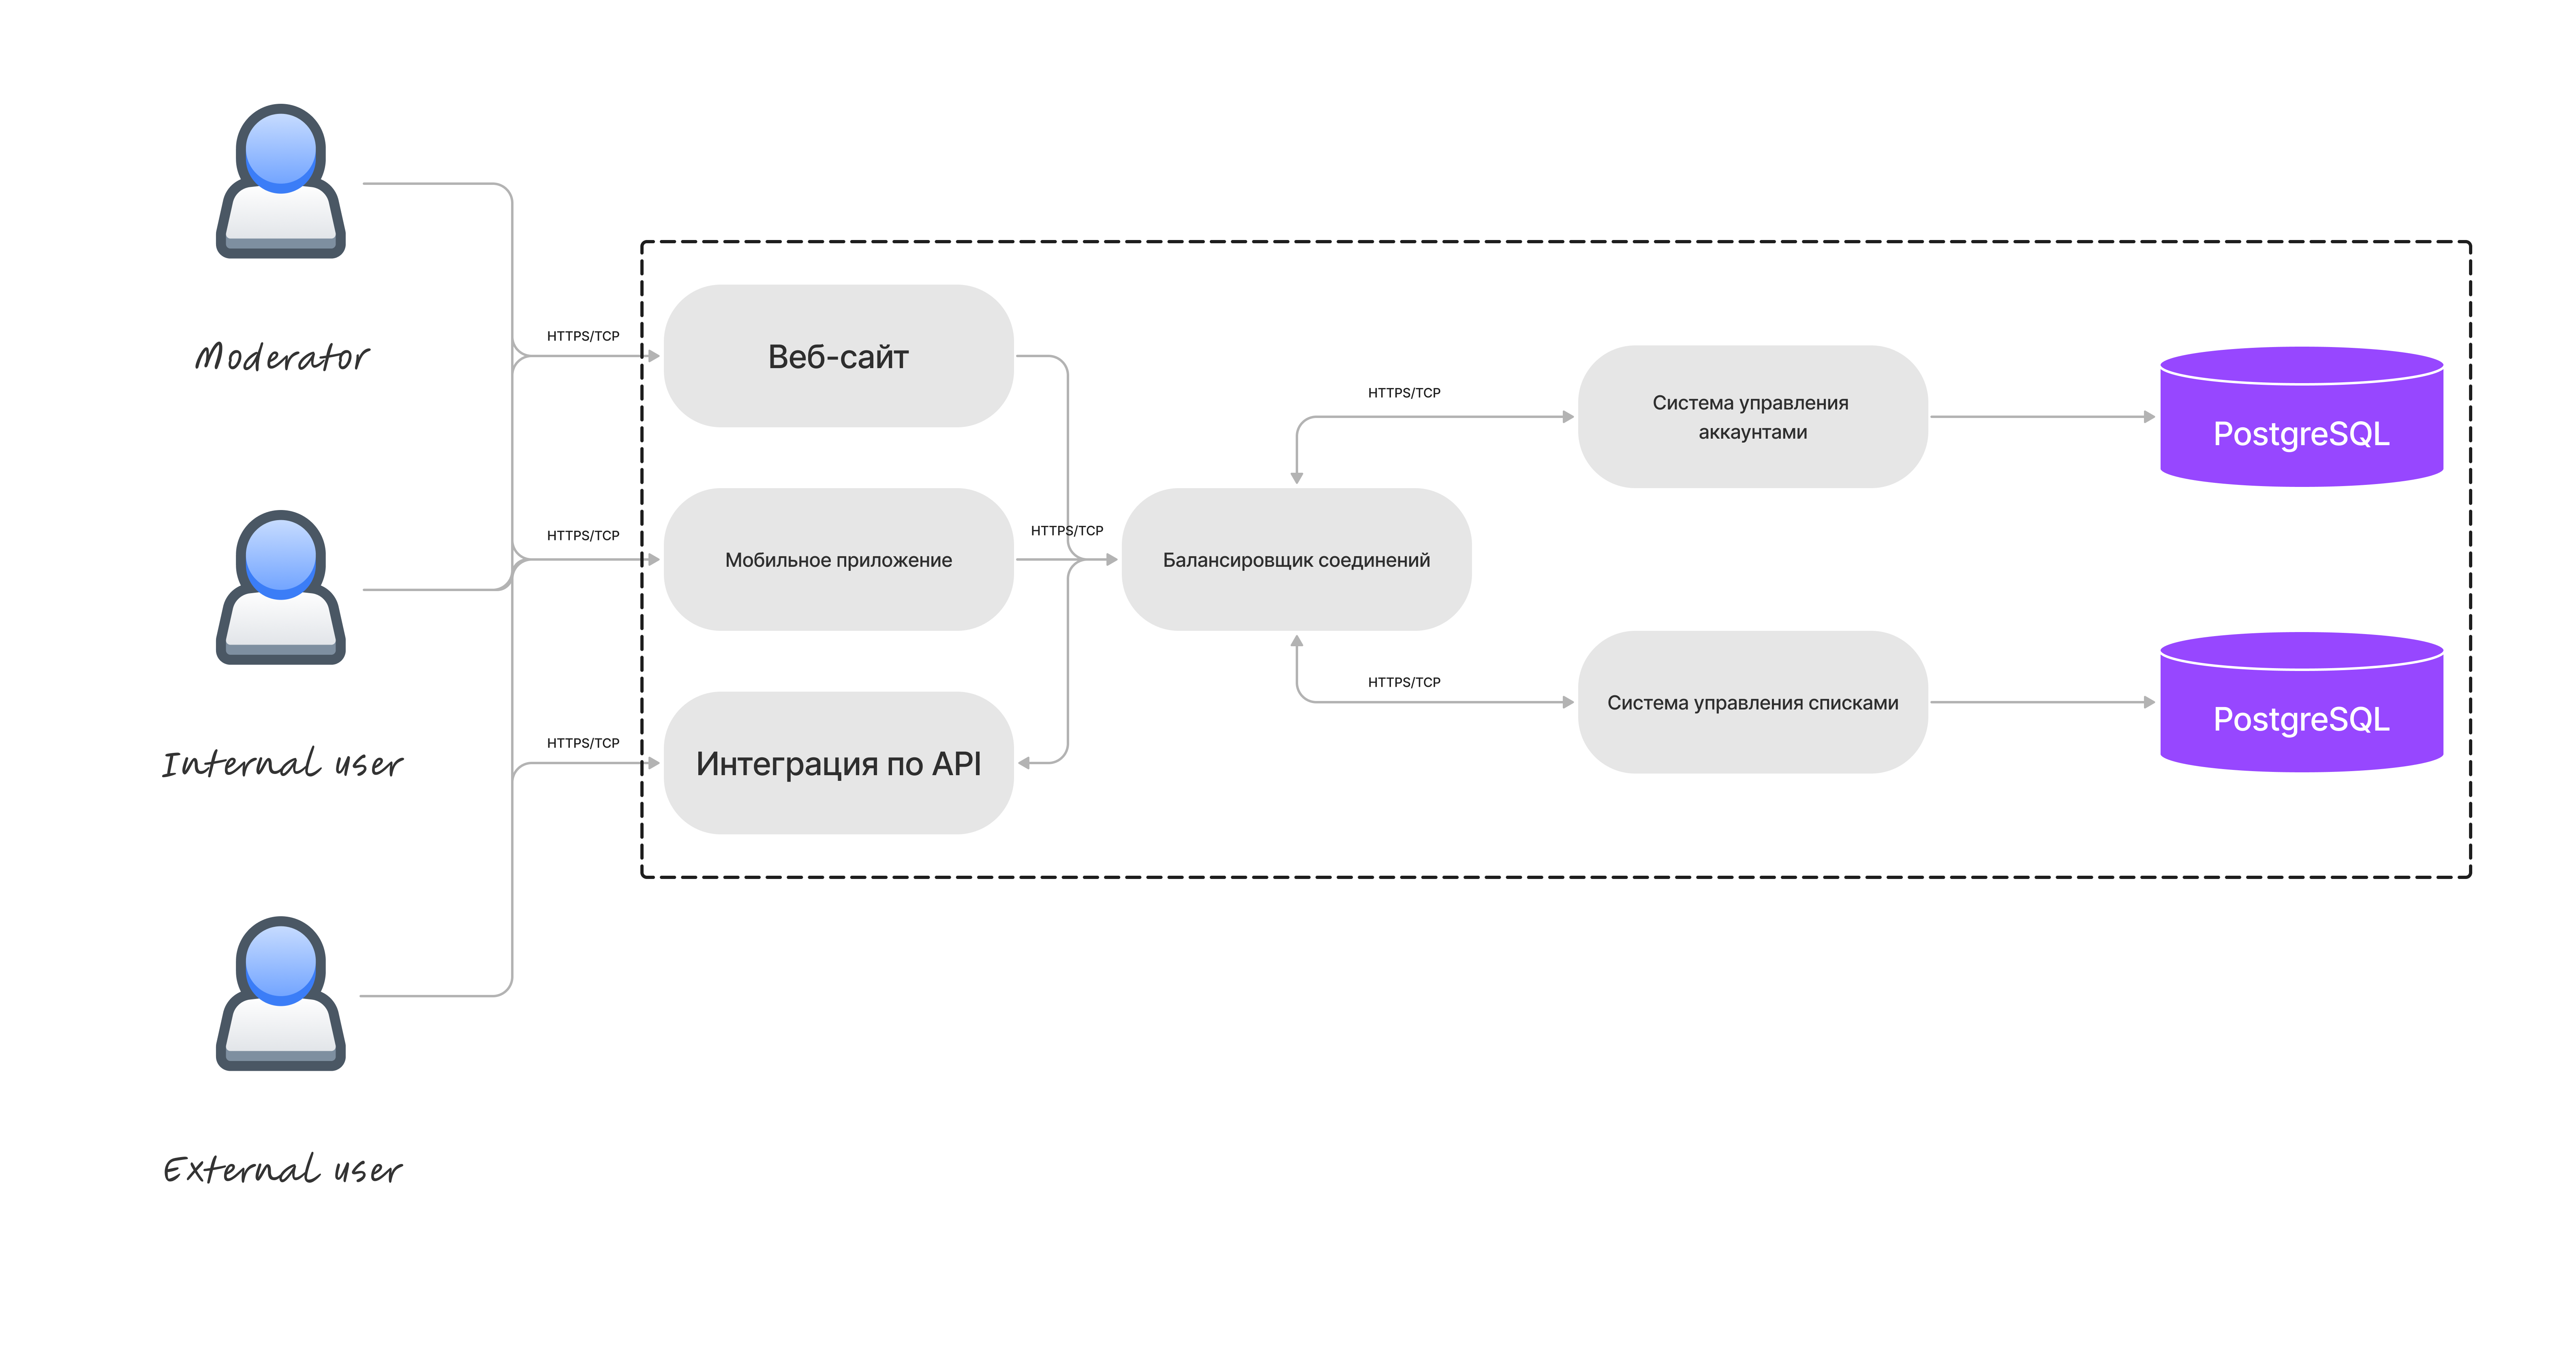 Moderator
HTTPS/TCP
Веб-сайт
HTTPS/TCP
Система управления
аккаунтами
PostgreSQL
Internal user
HTTPS/TCP
Мобильное приложение
HTTPS/TCP
Балансировщик соединений
HTTPS/TCP
Система управления списками
PostgreSQL
HTTPS/TCP
Интеграция по API
External user